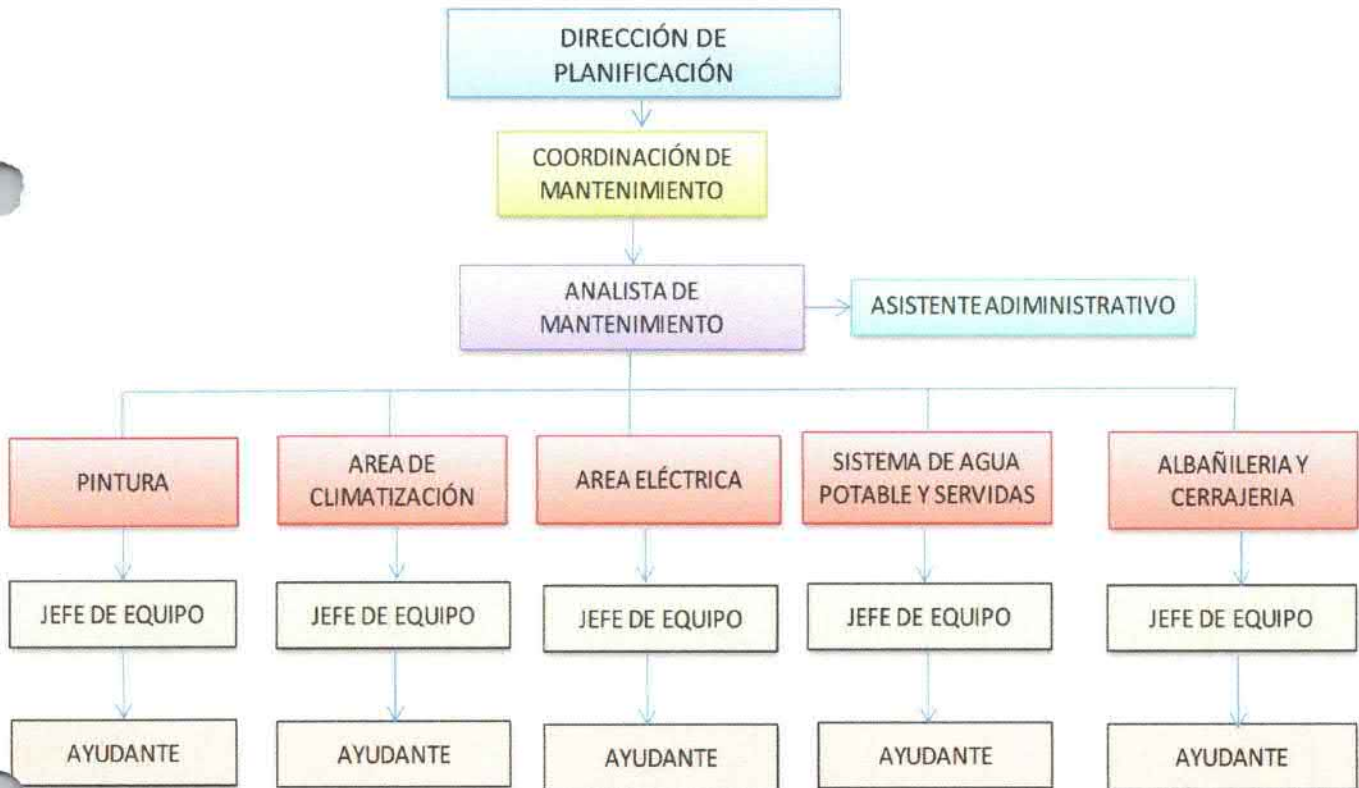 DIRECCIÓN DE
PLANIFICACIÓN
COORDINACIÓN DE
MANTENIMIENTO
ANALISTA DE
MANTENIMIENTO
ASISTENTE ADIMINISTRATIVO
PINTURA
AREA DE
CLIMATIZACIÓN
AREA ELÉCTRICA
SISTEMA DE AGUA
POTABLE Y SERVIDAS
ALBAÑILERIA Y
CERRAJERIA
JEFE DE EQUIPO
JEFE DE EQUIPO
JEFE DE EQUIPO
JEFE DE EQUIPO
JEFE DE EQUIPO
AYUDANTE
AYUDANTE
AYUDANTE
AYUDANTE
AYUDANTE